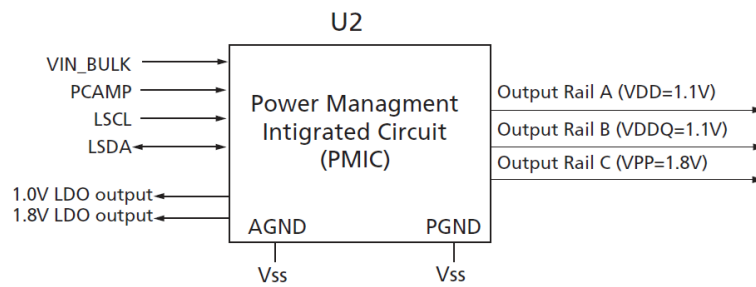 U2
VIN_BULK
PCAMP
LSCL
LSDA
1.0V LDO output
1.8V LDO output
Power Managment
Intigrated Circuit
(PMIC)
AGND
PGND
Vss
Vss
Output Rail A (VDD=1.1V)
Output Rail B (VDDQ=1.1V)
Output Rail C (VPP=1.8V)